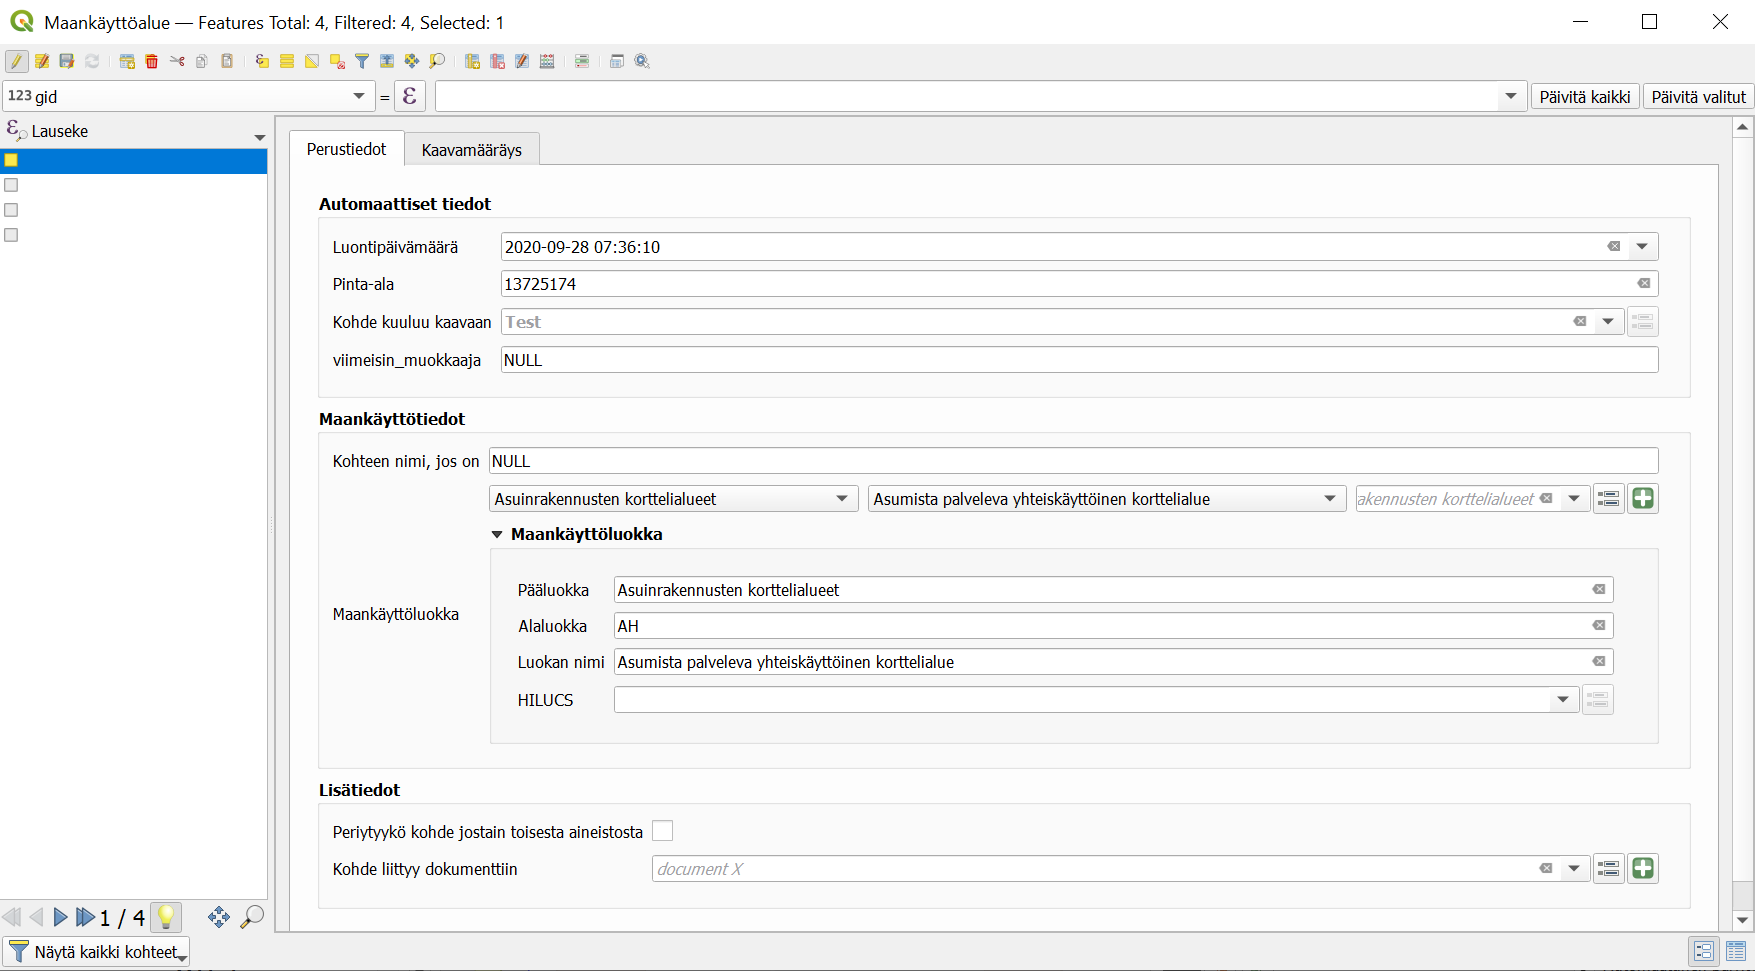 Maankäyttöalue — Features Total: 4, Filtered: 4, Selected: 1
123 gid = ε Päivitä kaikki Päivitä valitut
ε Lauseke
Perustiedot Kaavamääräys
Automaattiset tiedot
Luontipäivämäärä 2020-09-28 07:36:10
Pinta-ala 13725174
Kohde kuuluu kaavaan Test
viimeisin_muokkaaja NULL
Maankäyttötiedot
Kohteen nimi, jos on NULL
Asuinrakennusten korttelialueet Asumista palveleva yhteiskäyttöinen korttelialue akennusten korttelialueet
Maankäyttöluokka
Pääluokka Asuinrakennusten korttelialueet
Maankäyttöluokka
Alaluokka AH
Luokan nimi Asumista palveleva yhteiskäyttöinen korttelialue
HILUCS
Lisätiedot
Periytyykö kohde jostain toisesta aineistosta
Kohde liittyy dokumenttiin document X
1 / 4
Näytä kaikki kohteet